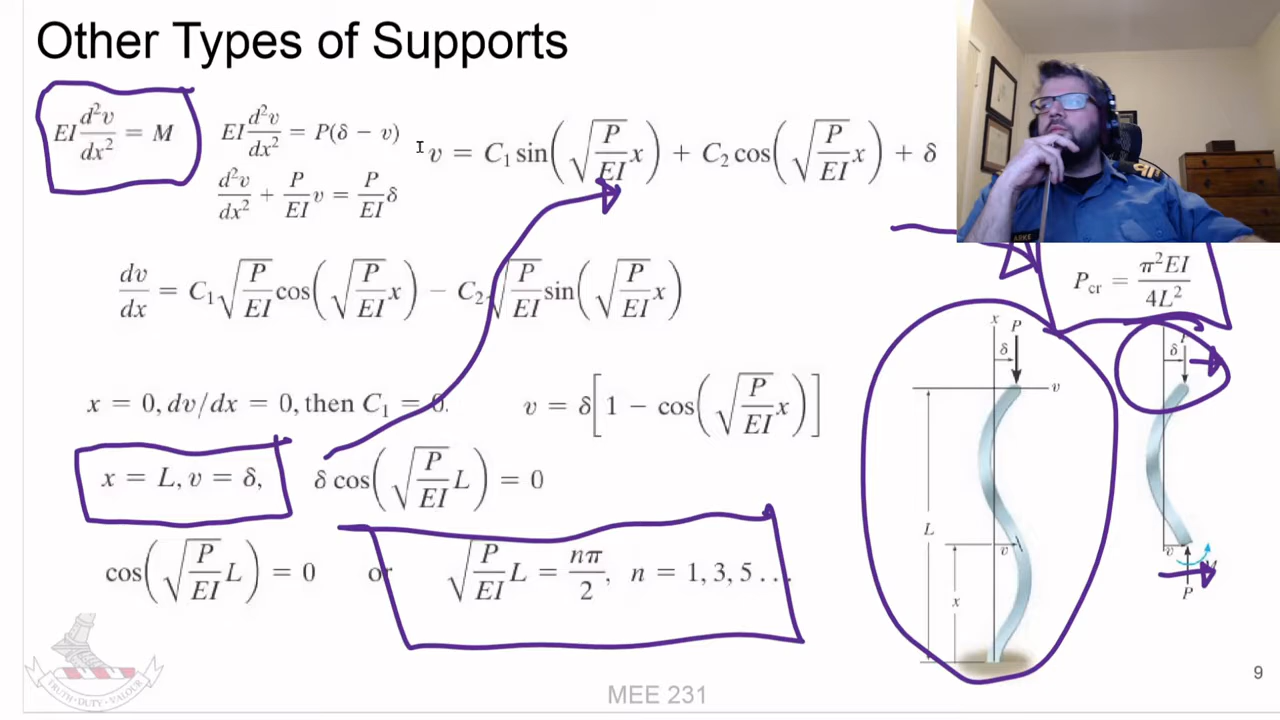 Other Types of Supports
EI d²v/dx² = M
EI d²v/dx² = P(δ − v)
d²v/dx² + P/EI v = P/EI δ
v = C₁ sin(√(P/EI) x) + C₂ cos(√(P/EI) x) + δ
dv/dx = C₁ √(P/EI) cos(√(P/EI) x) − C₂ √(P/EI) sin(√(P/EI) x)
P_cr = π²EI/4L²
x = 0, dv/dx = 0, then C₁ = 0.
v = δ[1 − cos(√(P/EI) x)]
x = L, v = δ,
δ cos(√(P/EI) L) = 0
cos(√(P/EI) L) = 0 or √(P/EI) L = nπ/2, n = 1, 3, 5 . . .
x P
δ
v
L
v
x
δ
v
P
TRUTH·DUTY·VALOUR
MEE 231
9